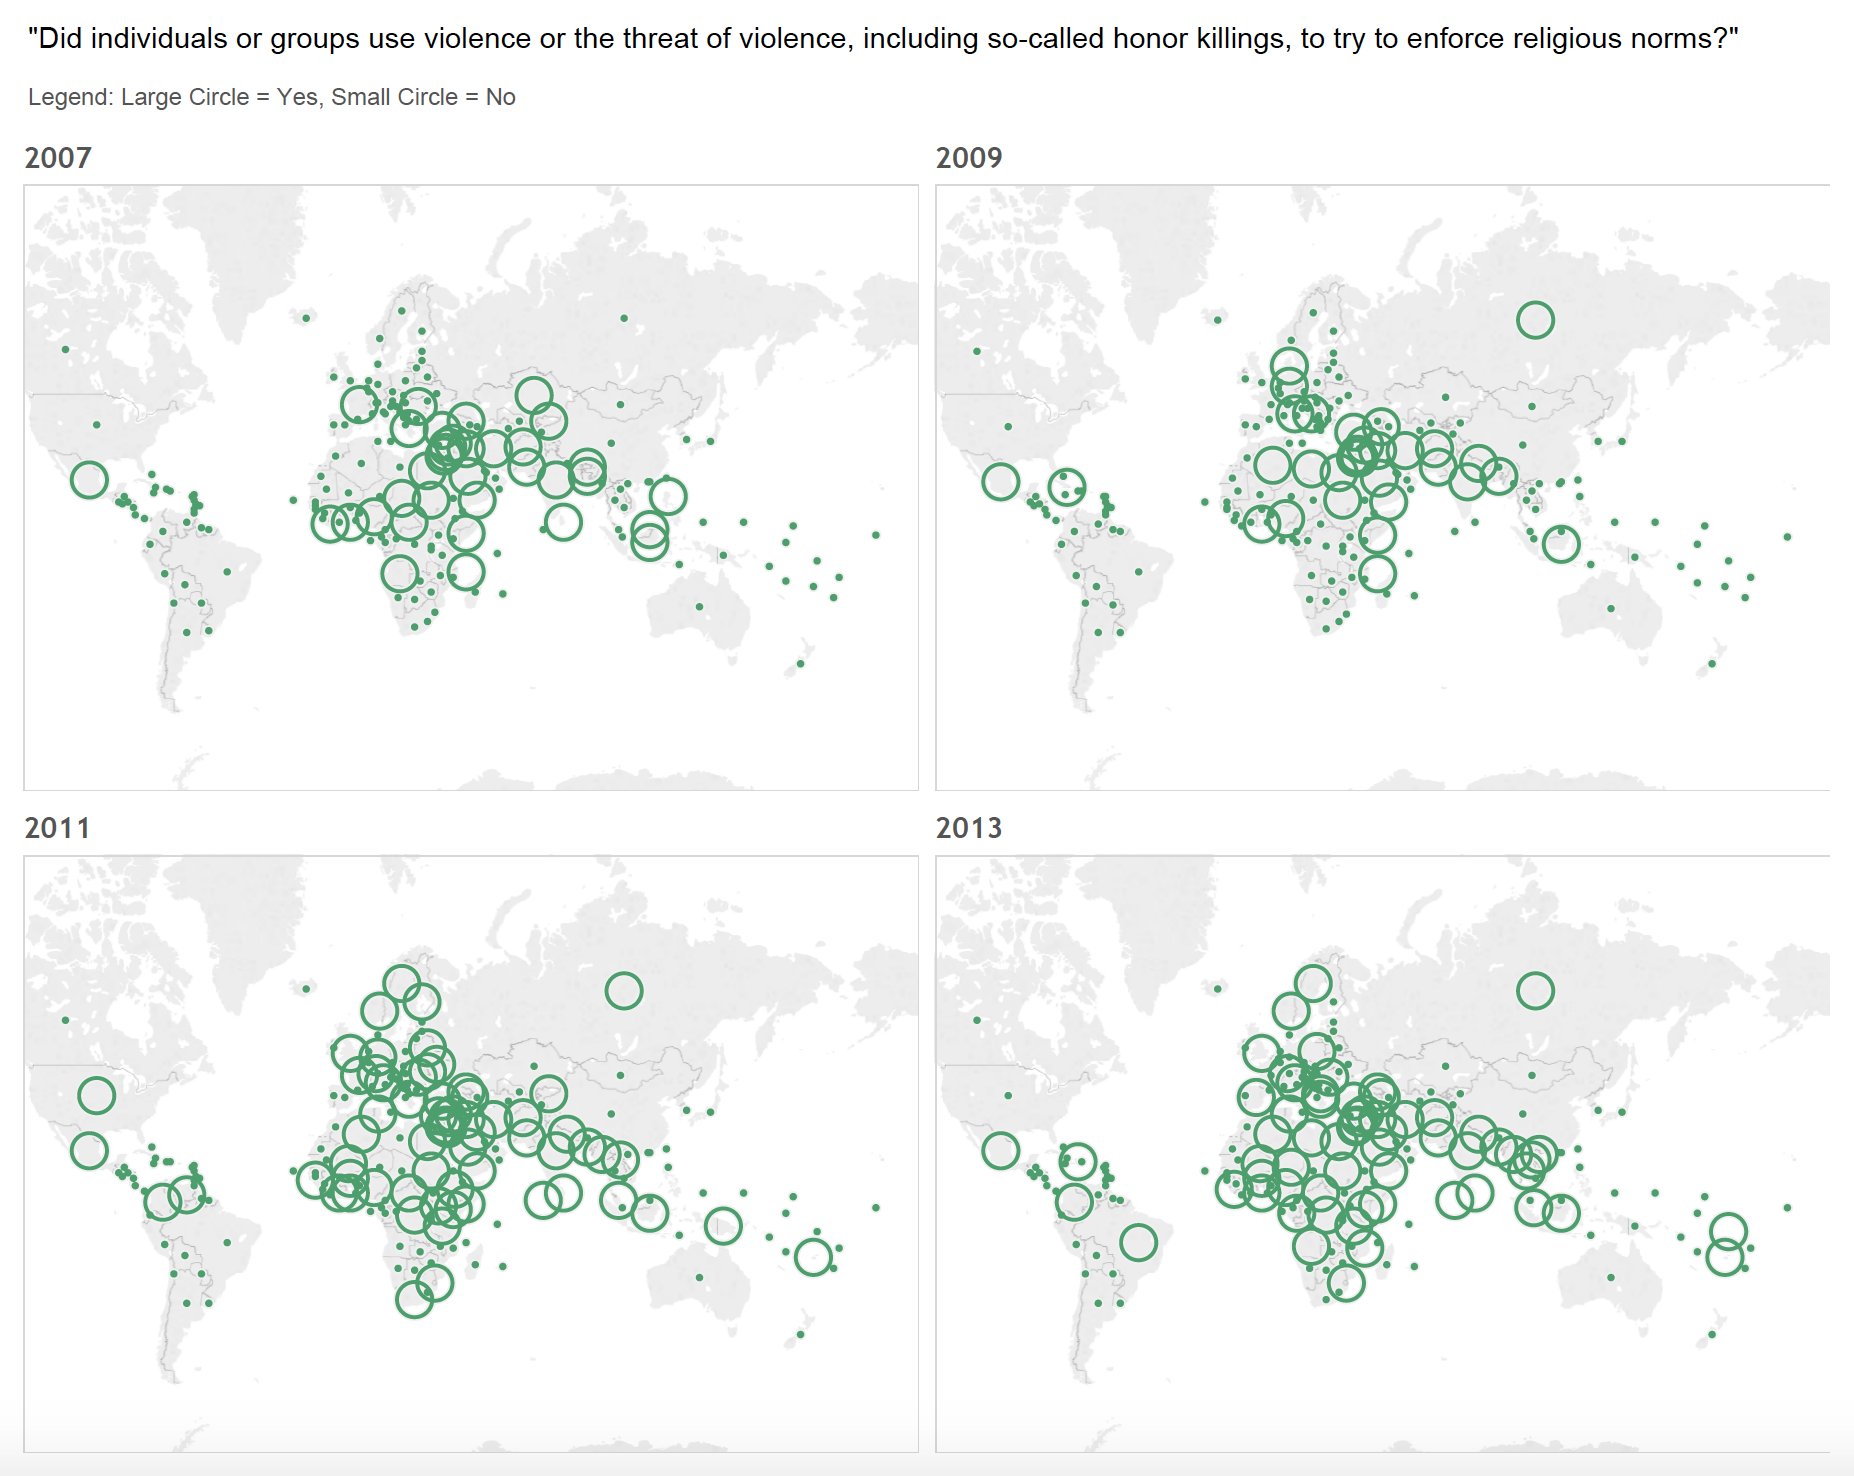 "Did individuals or groups use violence or the threat of violence, including so-called honor killings, to try to enforce religious norms?"
Legend: Large Circle = Yes, Small Circle = No
2007
2009
2011
2013